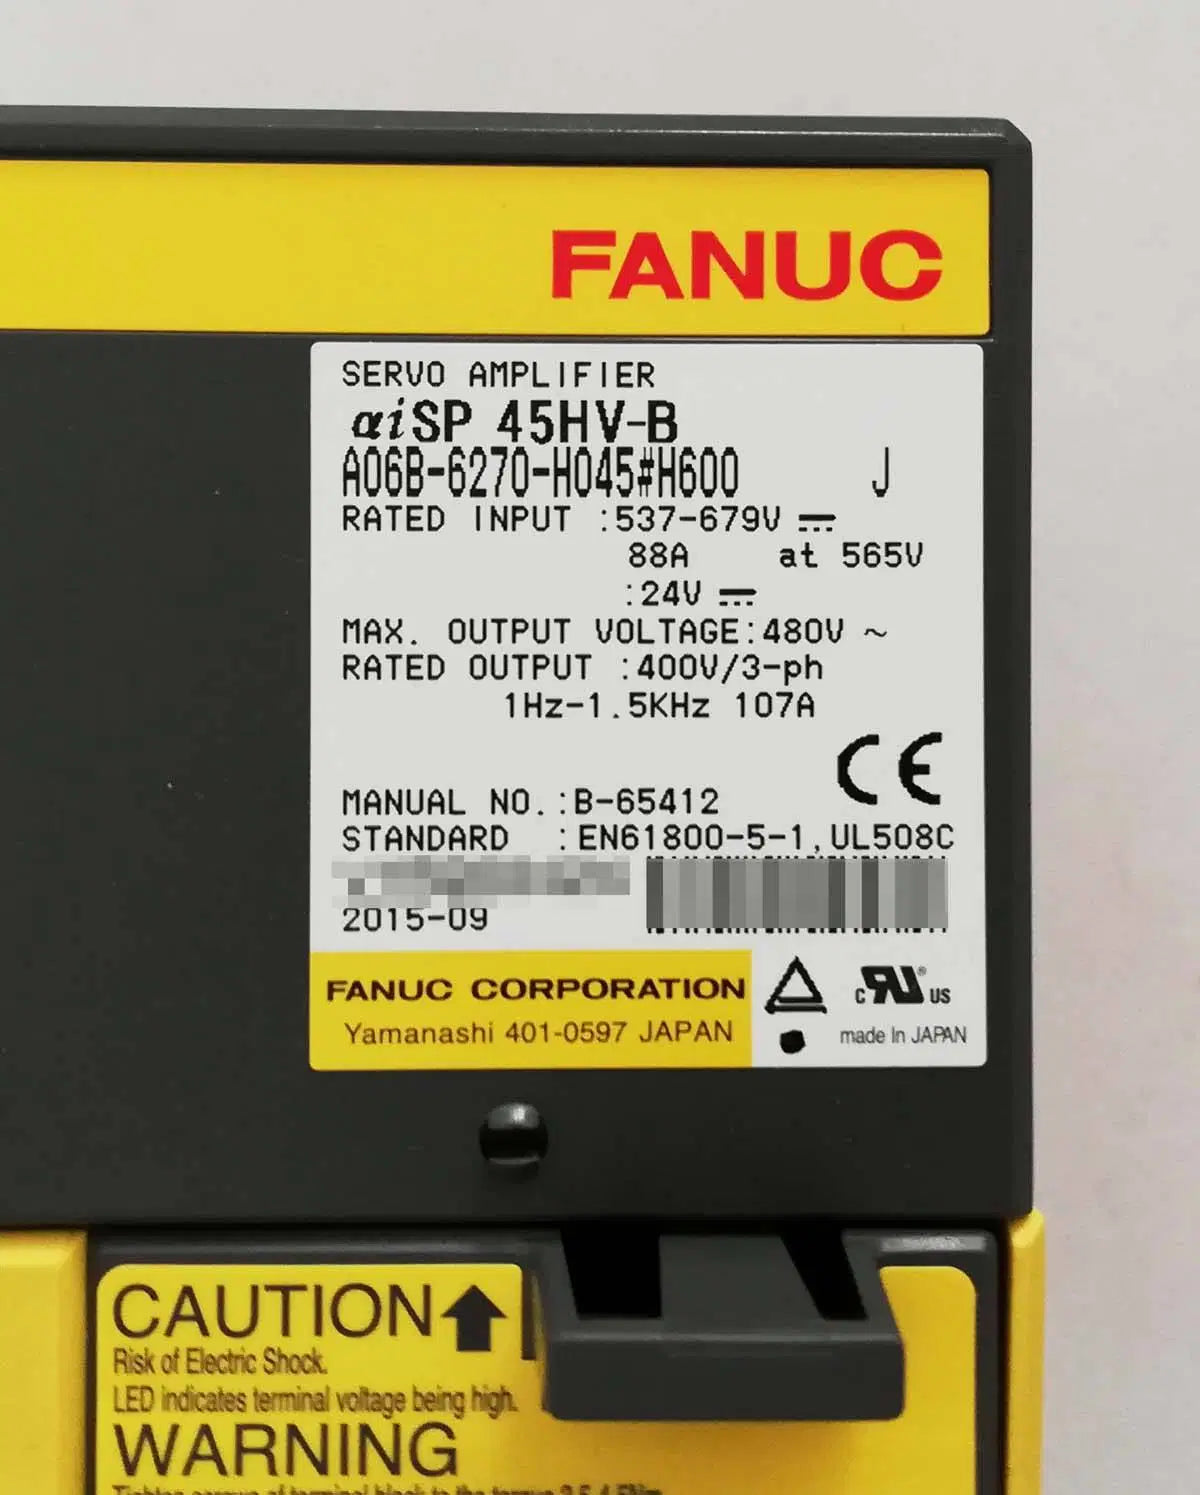 FANUC
SERVO AMPLIFIER
αiSP 45HV-B
A06B-6270-H045#H600 J
RATED INPUT :537-679V ⎓
88A at 565V
:24V ⎓
MAX. OUTPUT VOLTAGE:480V ~
RATED OUTPUT :400V/3-ph
1Hz-1.5KHz 107A
CE
MANUAL NO.:B-65412
STANDARD :EN61800-5-1,UL508C
2015-09
FANUC CORPORATION
Yamanashi 401-0597 JAPAN
c RU ® US
made In JAPAN
CAUTION
Risk of Electric Shock.
LED indicates terminal voltage being high.
WARNING